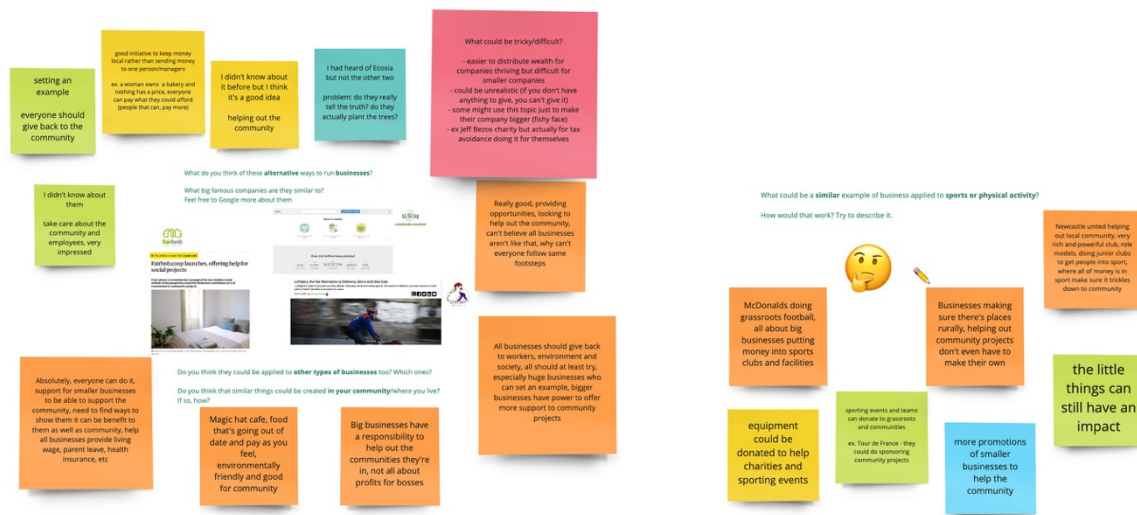 setting an
example
everyone should
give back to the
community
good initiative to keep money
local rather than sending money
to one person/managers
ex. a woman owns a bakery and
nothing has a price, everyone
can pay what they could afford
(people that can, pay more)
I didn't know about
it before but i think
it's a good idea
helping out the
community
I had heard of Ecosia
but not the other two
problem: do they really
tell the truth? do they
actually plant the trees?
What could be tricky/difficult?
- easier to distribute wealth for
companies thriving but difficult for
smaller companies
- could be unrealistic (if you don't have
anything to give, you can't give it)
- some might use this topic just to make
their company bigger (fishy face)
- ex Jeff Bezos charity but actually for tax
avoidance doing it for themselves
What do you think of these alternative ways to run businesses?
What big famous companies are they similar to?
Feel free to Google more about them
I didn't know about
them
take care about the
community and
employees, very
impressed
fairbnb
Fairbnb.coop launches, offering help for
social projects
Really good, providing
opportunities, looking to
help out the community,
can't believe all businesses
aren't like that, why can't
everyone follow same
footsteps
Do you think they could be applied to other types of businesses too? Which ones?
Do you think that similar things could be created in your community/where you live?
if so, how?
Absolutely, everyone can do it,
support for smaller businesses
to be able to support the
community, need to find ways to
show them it can be benefit to
them as well as community, help
all businesses provide living
wage, parent leave, health
insurance, etc
Magic hat cafe, food
that's going out of
date and pay as you
feel,
environmentally
friendly and good
for community
Big businesses have
a responsibility to
help out the
communities they're
in, not all about
profits for bosses
All businesses should give back
to workers, environment and
society, all should at least try,
especially huge businesses who
can set an example, bigger
businesses have power to offer
more support to community
projects
What could be a similar example of business applied to sports or physical activity?
How would that work? Try to describe it.
Newcastle united helping
out local community, very
rich and powerful club, role
models, doing junior clubs
to get people into sport,
where all of money is in
sport make sure it trickles
down to community
McDonalds doing
grassroots football,
all about big
businesses putting
money into sports
clubs and facilities
Businesses making
sure there's places
rurally, helping out
community projects
don't even have to
make their own
the little
things can
still have an
impact
equipment
could be
donated to help
charities and
sporting events
sporting events and teams
can donate to grassroots
and communities
ex. Tour de France - they
could do sponsoring
community projects
more promotions
of smaller
businesses to
help the
community